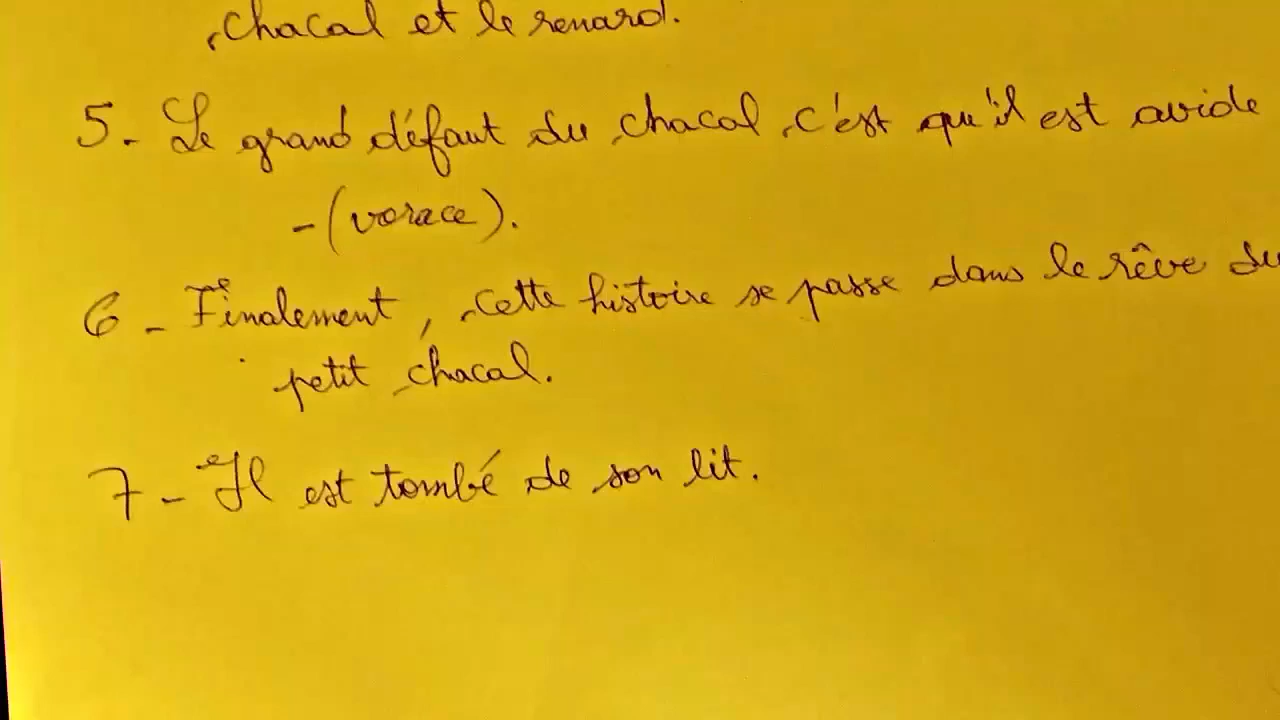 chacal et le renard.
5- Le grand défaut du chacal, c'est qu'il est avide
-(vorace).
6- Finalement, cette histoire se passe dans le rêve du
petit chacal.
7- Il est tombé de son lit.